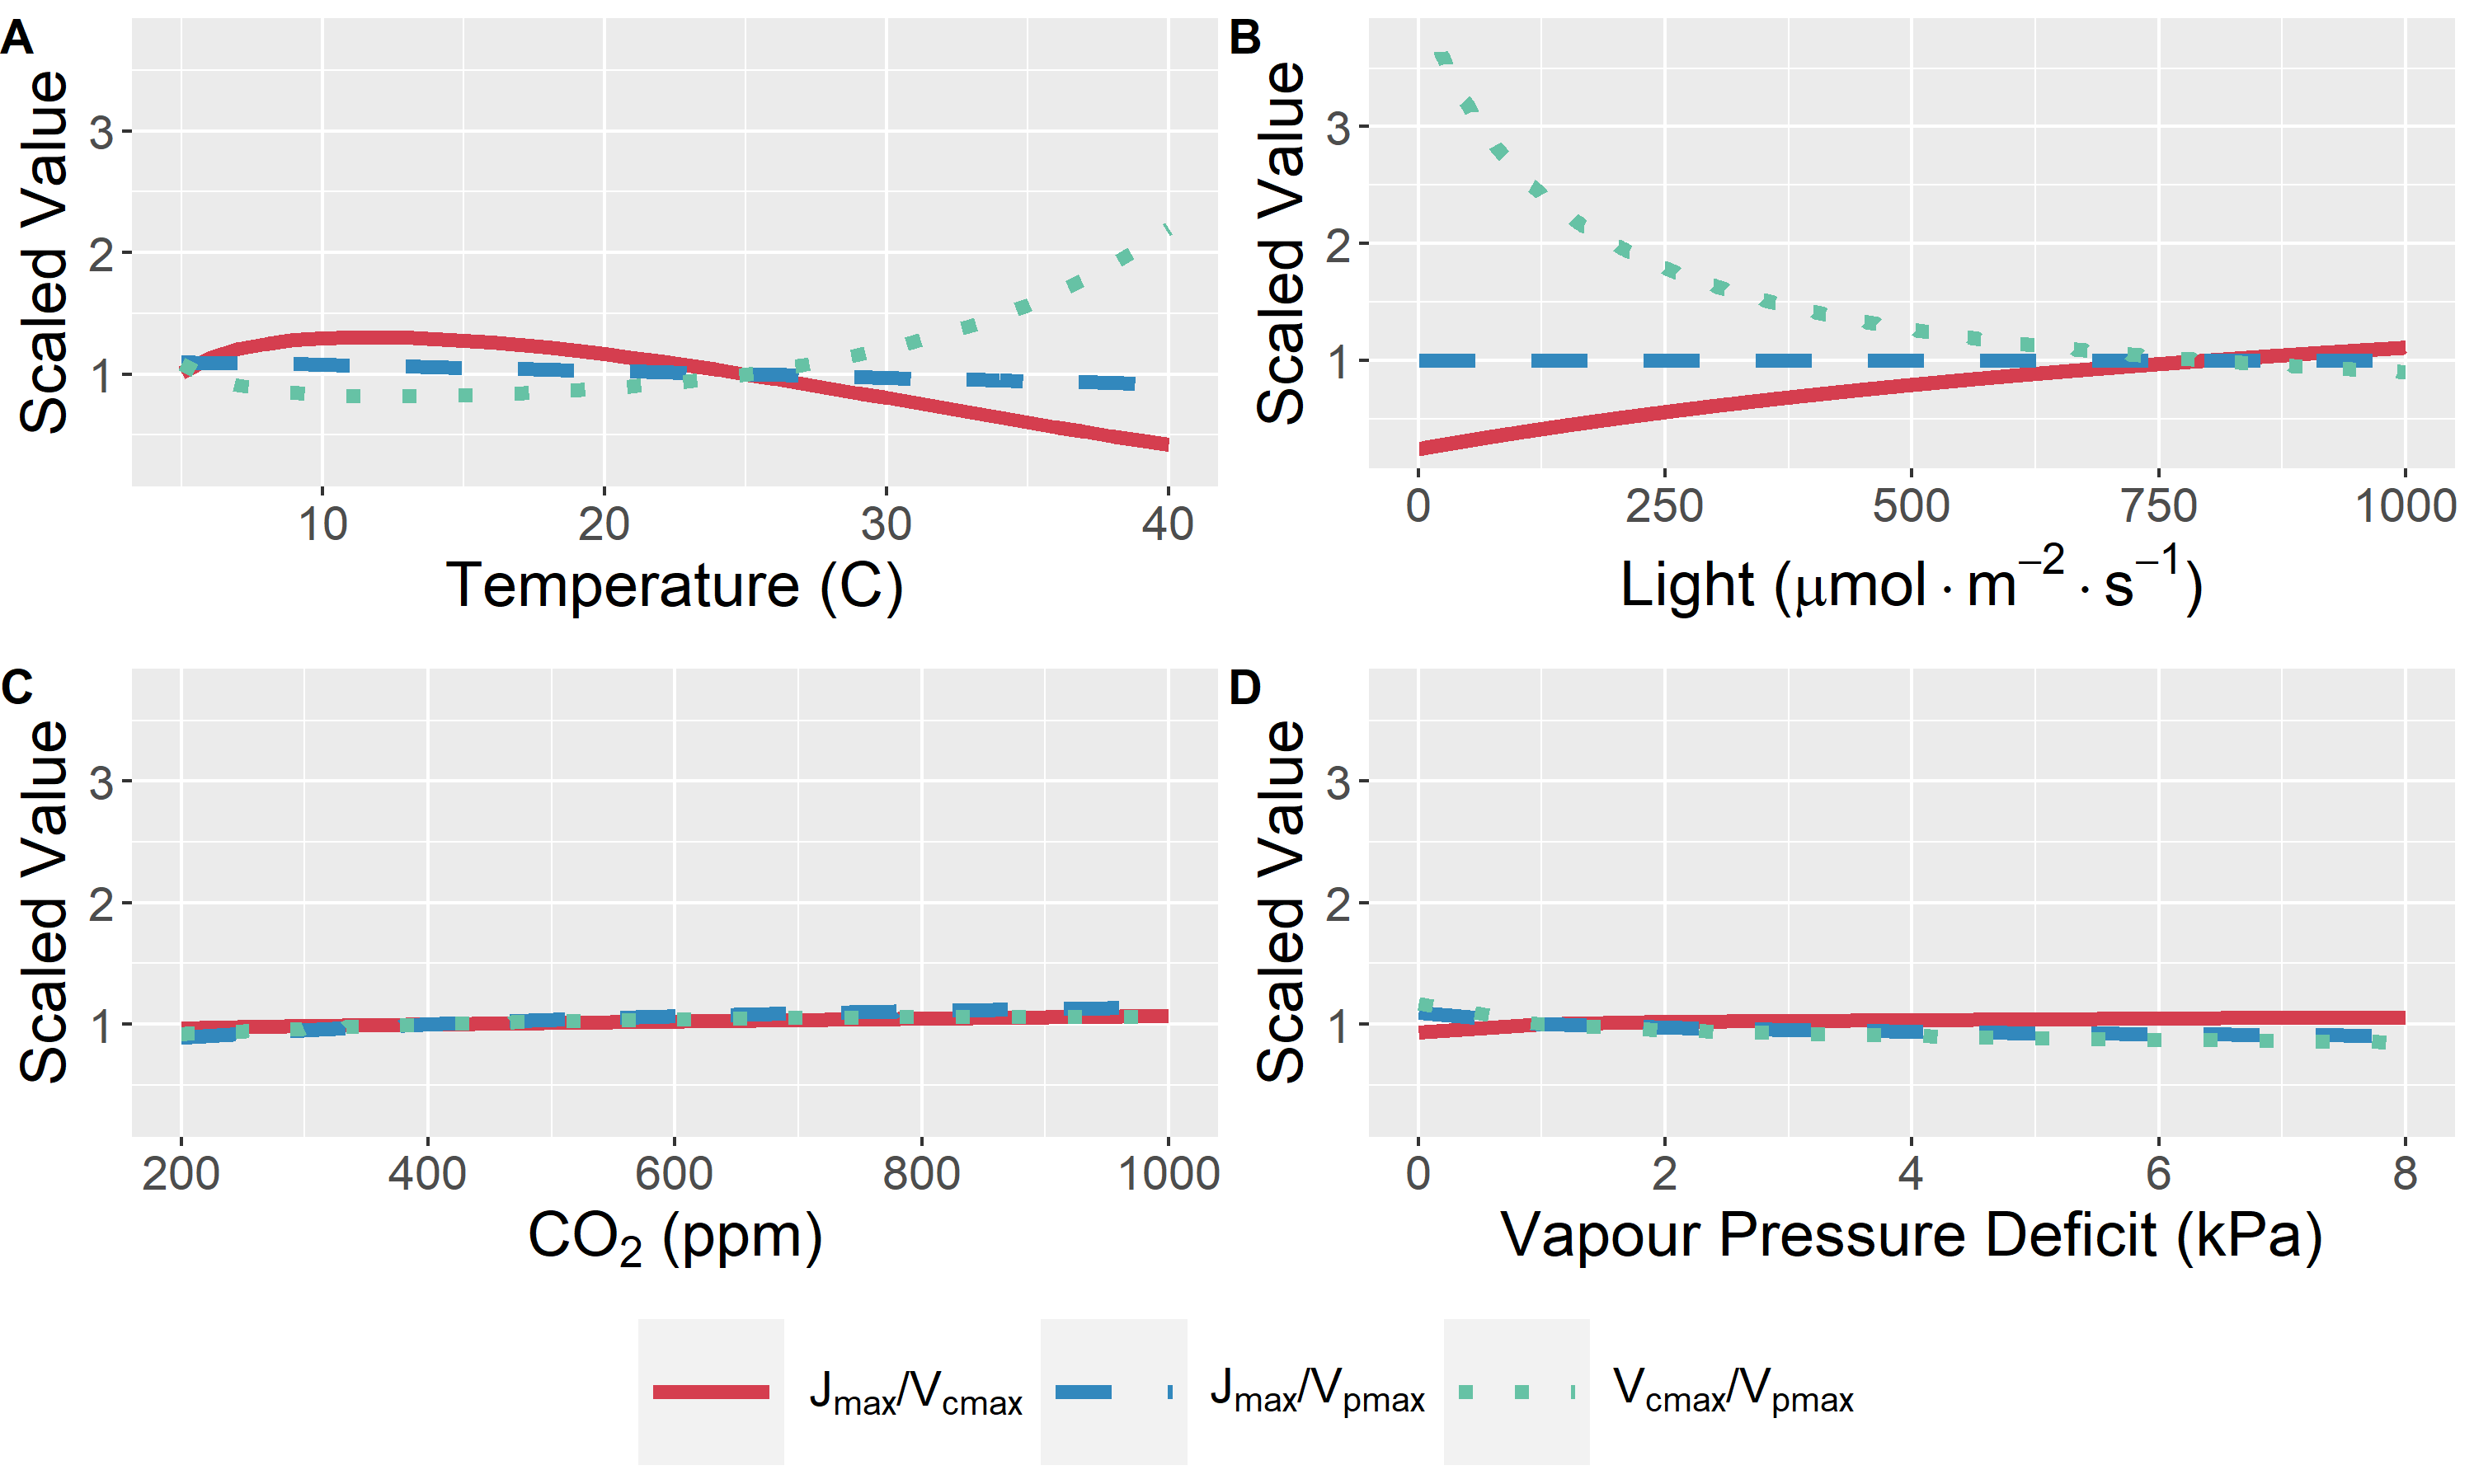 A
Scaled Value
3
2
1
10 20 30 40
Temperature (C)
B
Scaled Value
3
2
1
0 250 500 750 1000
Light (μmol · m⁻² · s⁻¹)
C
Scaled Value
3
2
1
200 400 600 800 1000
CO₂ (ppm)
D
Scaled Value
3
2
1
0 2 4 6 8
Vapour Pressure Deficit (kPa)
Jmax/Vcmax Jmax/Vpmax Vcmax/Vpmax